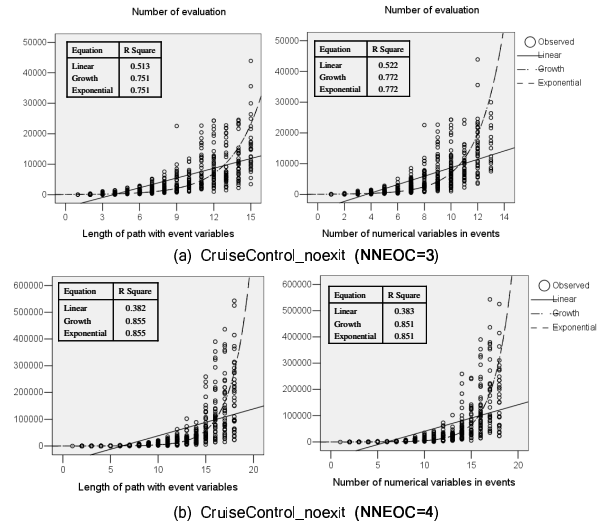 Number of evaluation
Number of evaluation
50000
40000
30000
20000
10000
0
Equation R Square
Linear 0.513
Growth 0.751
Exponential 0.751
0 3 6 9 12 15
Length of path with event variables
50000
40000
30000
20000
10000
0
Equation R Square
Linear 0.522
Growth 0.772
Exponential 0.772
0 2 4 6 8 10 12 14
Number of numerical variables in events
Observed
Linear
Growth
Exponential
(a) CruiseControl_noexit (NNEOC=3)
600000
500000
400000
300000
200000
100000
0
Equation R Square
Linear 0.382
Growth 0.855
Exponential 0.855
0 5 10 15 20
Length of path with event variables
600000
500000
400000
300000
200000
100000
0
Equation R Square
Linear 0.383
Growth 0.851
Exponential 0.851
0 5 10 15 20
Number of numerical variables in events
Observed
Linear
Growth
Exponential
(b) CruiseControl_noexit (NNEOC=4)